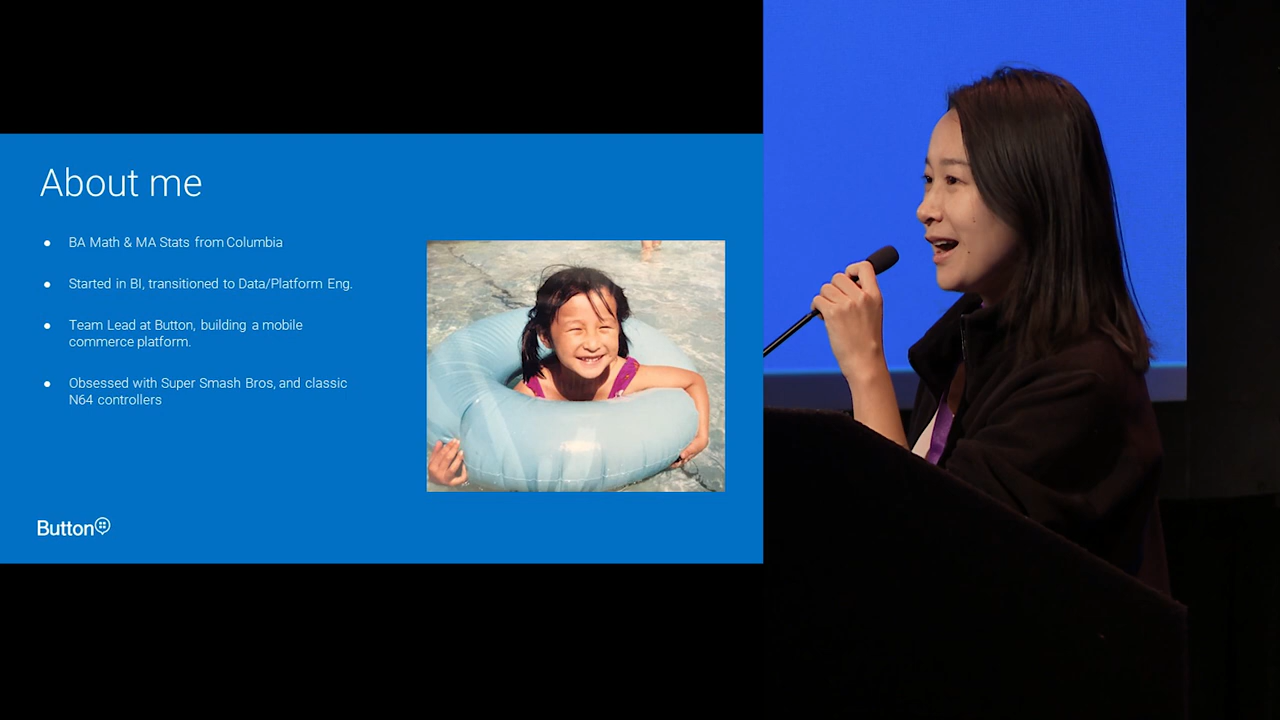 About me
BA Math & MA Stats from Columbia
Started in BI, transitioned to Data/Platform Eng.
Team Lead at Button, building a mobile
commerce platform.
Obsessed with Super Smash Bros, and classic
N64 controllers
Button